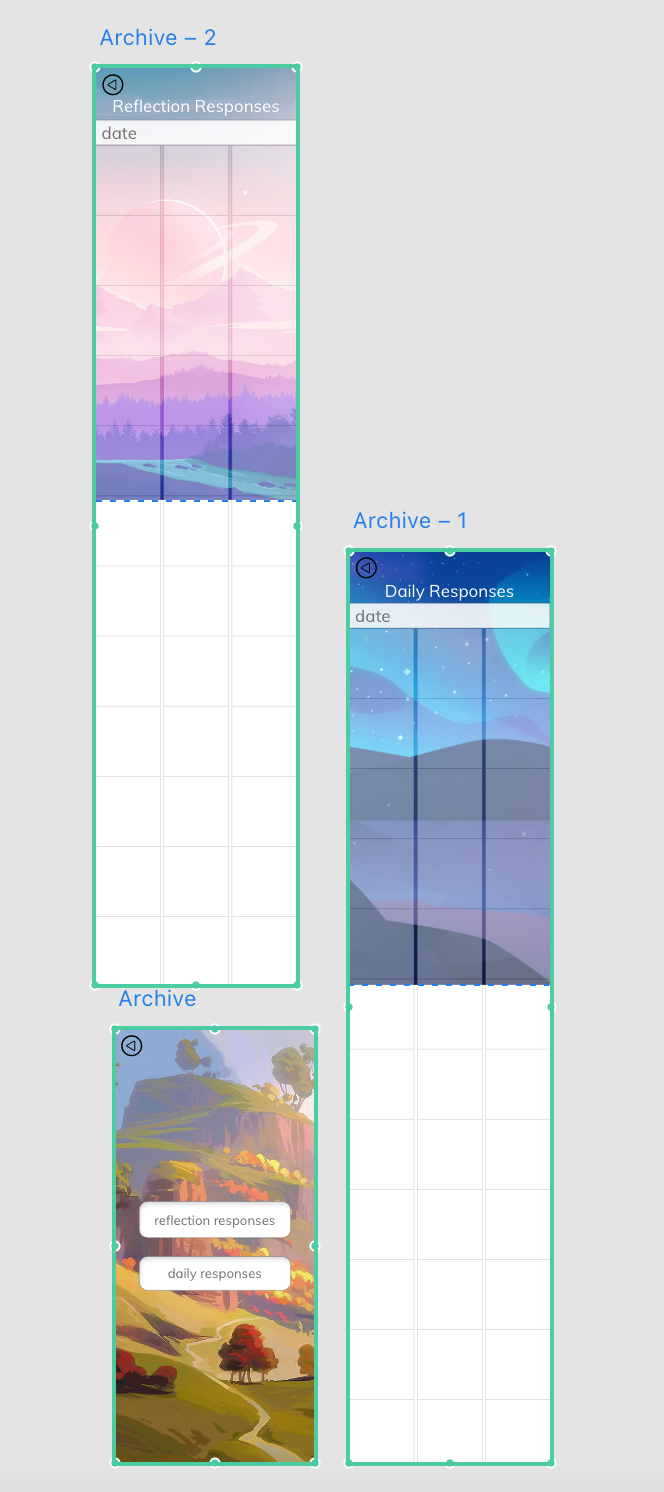 Archive – 2
Reflection Responses
date
Archive – 1
Daily Responses
date
Archive
reflection responses
daily responses